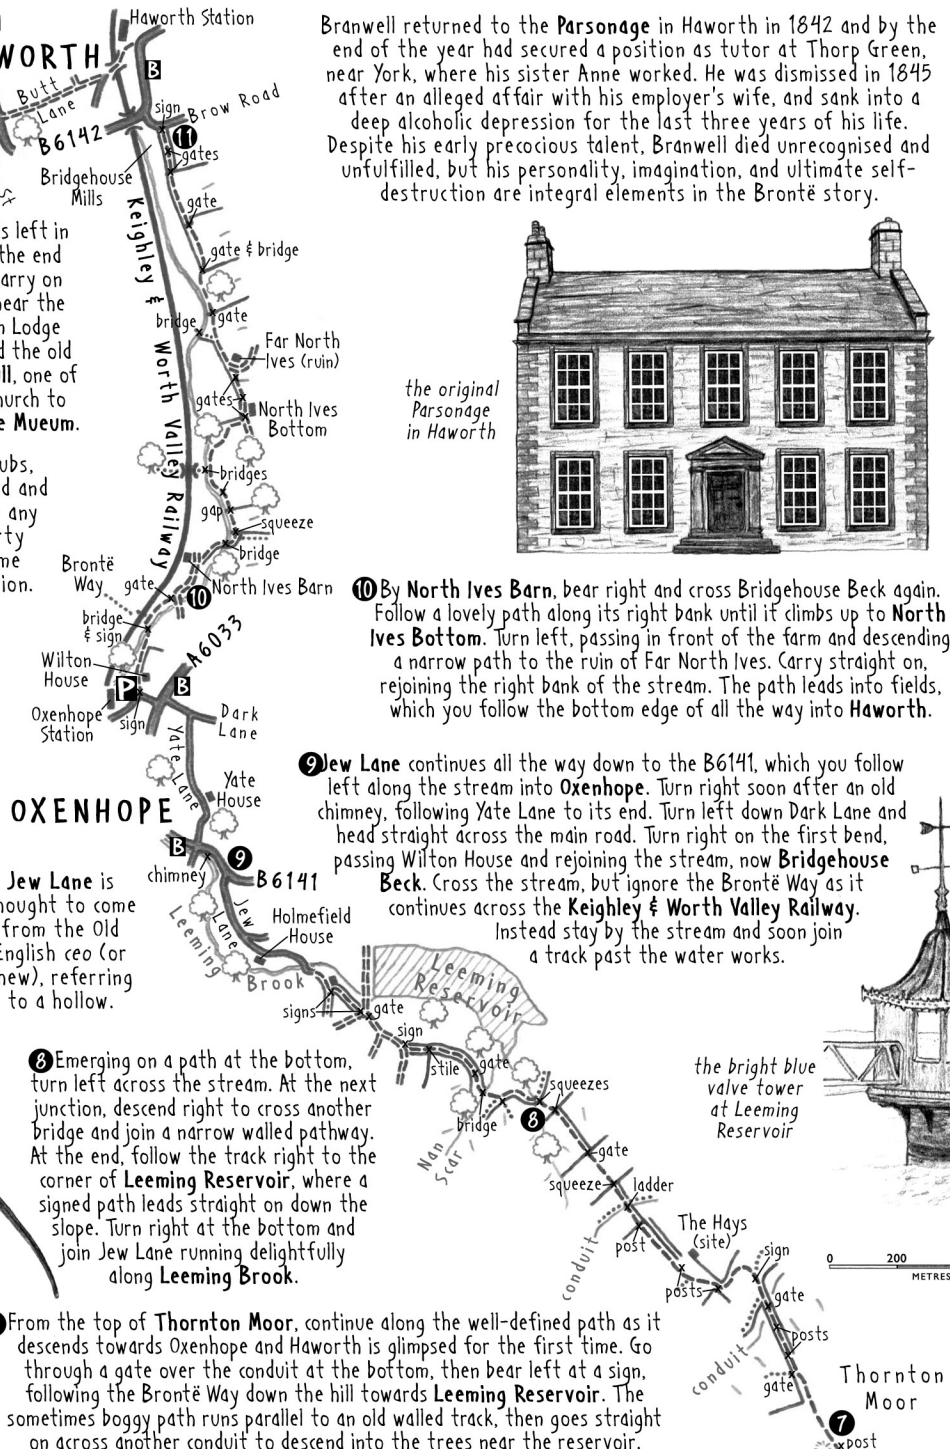 Haworth Station
WORTH
B
Butt
Lane
sign
Brow Road
B6142
11
gates
Bridgehouse
Mills
gate
Keighley & Worth Valley Railway
gate & bridge
bridge
gate
Far North
Ives (ruin)
gates
North Ives
Bottom
bridges
gap
squeeze
bridge
Brontë
Way
gate
North Ives Barn
10
bridge
& sign
A6033
Wilton
House
P
B
Oxenhope
Station
sign
Dark
Lane
Yate Lane
Yate
House
OXENHOPE
B
9
chimney
B6141
Jew
Lane
Holmefield
House
Leeming
Brook
signs
gate
Leeming
Reservoir
sign
stile
gate
bridge
squeezes
8
Nan
Scar
gate
squeeze
ladder
post
conduit
The Hays
(site)
posts
sign
gate
posts
conduit
gate
Thornton
Moor
7
post
0 200
METRES
St
s left in
the end
arry on
near the
n Lodge
d the old
ll, one of
hurch to
e Mueum.
ubs,
d and
any
rty
me
ion.
Branwell returned to the Parsonage in Haworth in 1842 and by the
end of the year had secured a position as tutor at Thorp Green,
near York, where his sister Anne worked. He was dismissed in 1845
after an alleged affair with his employer's wife, and sank into a
deep alcoholic depression for the last three years of his life.
Despite his early precocious talent, Branwell died unrecognised and
unfulfilled, but his personality, imagination, and ultimate self-
destruction are integral elements in the Brontë story.
the original
Parsonage
in Haworth
10 By North Ives Barn, bear right and cross Bridgehouse Beck again.
Follow a lovely path along its right bank until it climbs up to North
Ives Bottom. Turn left, passing in front of the farm and descending
a narrow path to the ruin of Far North Ives. Carry straight on,
rejoining the right bank of the stream. The path leads into fields,
which you follow the bottom edge of all the way into Haworth.
9 Jew Lane continues all the way down to the B6141, which you follow
left along the stream into Oxenhope. Turn right soon after an old
chimney, following Yate Lane to its end. Turn left down Dark Lane and
head straight across the main road. Turn right on the first bend,
passing Wilton House and rejoining the stream, now Bridgehouse
Beck. Cross the stream, but ignore the Brontë Way as it
continues across the Keighley & Worth Valley Railway.
Instead stay by the stream and soon join
a track past the water works.
Jew Lane is
hought to come
from the Old
English ceo (or
hew), referring
to a hollow.
the bright blue
valve tower
at Leeming
Reservoir
8 Emerging on a path at the bottom,
turn left across the stream. At the next
junction, descend right to cross another
bridge and join a narrow walled pathway.
At the end, follow the track right to the
corner of Leeming Reservoir, where a
signed path leads straight on down the
slope. Turn right at the bottom and
join Jew Lane running delightfully
along Leeming Brook.
From the top of Thornton Moor, continue along the well-defined path as it
descends towards Oxenhope and Haworth is glimpsed for the first time. Go
through a gate over the conduit at the bottom, then bear left at a sign,
following the Brontë Way down the hill towards Leeming Reservoir. The
sometimes boggy path runs parallel to an old walled track, then goes straight
on across another conduit to descend into the trees near the reservoir.